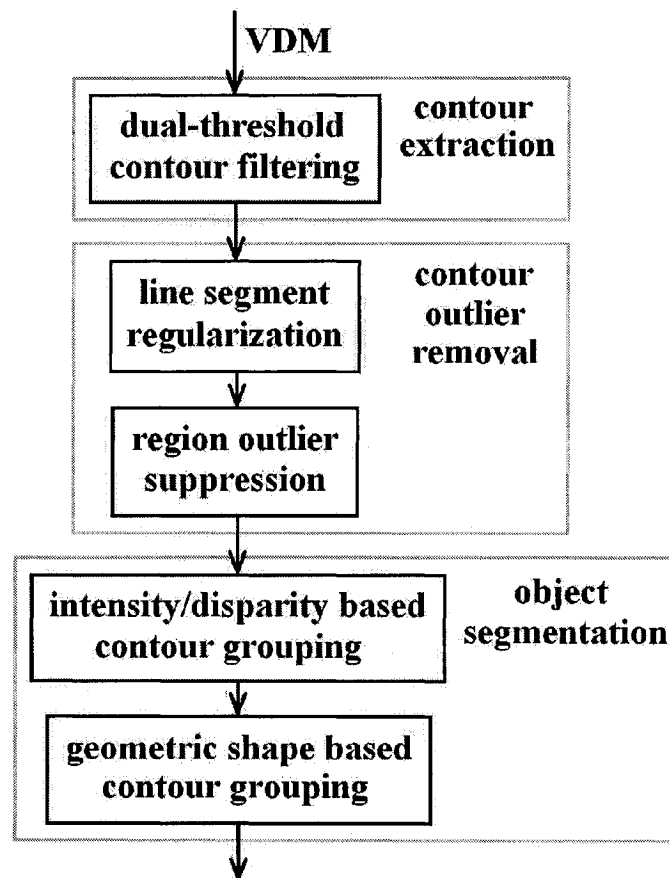 VDM
dual-threshold
contour filtering
contour
extraction
line segment
regularization
contour
outlier
removal
region outlier
suppression
intensity/disparity based
contour grouping
object
segmentation
geometric shape based
contour grouping